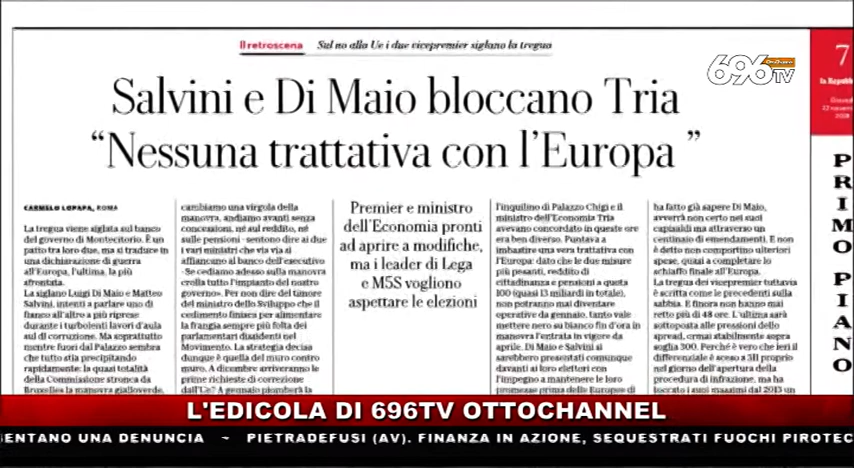 Il retroscena Sul no alla Ue i due vicepremier siglano la tregua
696 TV
OttoChannel
7
la Repubbl
Giovedì
22 novem
2018
Salvini e Di Maio bloccano Tria
“Nessuna trattativa con l’Europa ”
PRIMO PIANO
CARMELO LOPAPA, ROMA
La tregua viene siglata sul banco
del governo di Montecitorio. È un
patto tra loro due, ma si traduce in
una dichiarazione di guerra
all'Europa, l'ultima, la più
affrontata.
La siglano Luigi Di Maio e Matteo
Salvini, intenti a parlare uno di
fianco all'altro a più riprese
durante i turbolenti lavori d'aula
sul dl corruzione. Ma soprattutto
mentre fuori dal Palazzo sembra
che tutto stia precipitando
rapidamente: la quasi totalità
della Commissione stronca da
Bruxelles la manovra gialloverde,
cambiamo una virgola della
manovra, andiamo avanti senza
concessioni, né sul reddito, né
sulle pensioni - sentono dire ai due
i vari ministri che via via si
affiancano al banco dell'esecutivo
- Se cediamo adesso sulla manovra
crolla tutto l'impianto del nostro
governo». Per non dire del timore
del ministro dello Sviluppo che il
cedimento finisca per alimentare
la frangia sempre più folta dei
parlamentari dissidenti nel
Movimento. La strategia decisa
dunque è quella del muro contro
muro. A dicembre arriveranno le
prime richieste di correzione
dall'Ue? A gennaio piomberà la
Premier e ministro
dell'Economia pronti
ad aprire a modifiche,
ma i leader di Lega
e M5S vogliono
aspettare le elezioni
l'inquilino di Palazzo Chigi e il
ministro dell'Economia Tria
avevano concordato in queste ore
era ben diverso. Puntava a
imbastire una vera trattativa con
l'Europa: dato che le due misure
più pesanti, reddito di
cittadinanza e pensioni a quota
100 (quasi 13 miliardi in totale),
non potranno mai diventare
operative da gennaio, tanto vale
mettere nero su bianco fin d'ora in
manovra l'entrata in vigore da
aprile. Di Maio e Salvini si
sarebbero presentati comunque
davanti ai loro elettori con
l'impegno a mantenere le loro
promesse prima delle Europee di
ha fatto già sapere Di Maio,
avverrà non certo nei suoi
capisaldi ma attraverso un
centinaio di emendamenti. E non
è detto non comportino ulteriori
spese, quasi a completare lo
schiaffo finale all'Europa.
La tregua dei vicepremier tuttavia
è scritta come le precedenti sulla
sabbia. E finora non hanno mai
retto più di 48 ore. L'ultima sarà
sottoposta alle pressioni dello
spread, ormai stabilmente sopra
soglia 300. Perché è vero che ieri il
differenziale è sceso a 311 proprio
nel giorno dell'apertura della
procedura di infrazione, ma ha
toccato i suoi massimi dal 2013 un
L'EDICOLA DI 696TV OTTOCHANNEL
SENTANO UNA DENUNCIA ~ PIETRADEFUSI (AV). FINANZA IN AZIONE, SEQUESTRATI FUOCHI PIROTEC